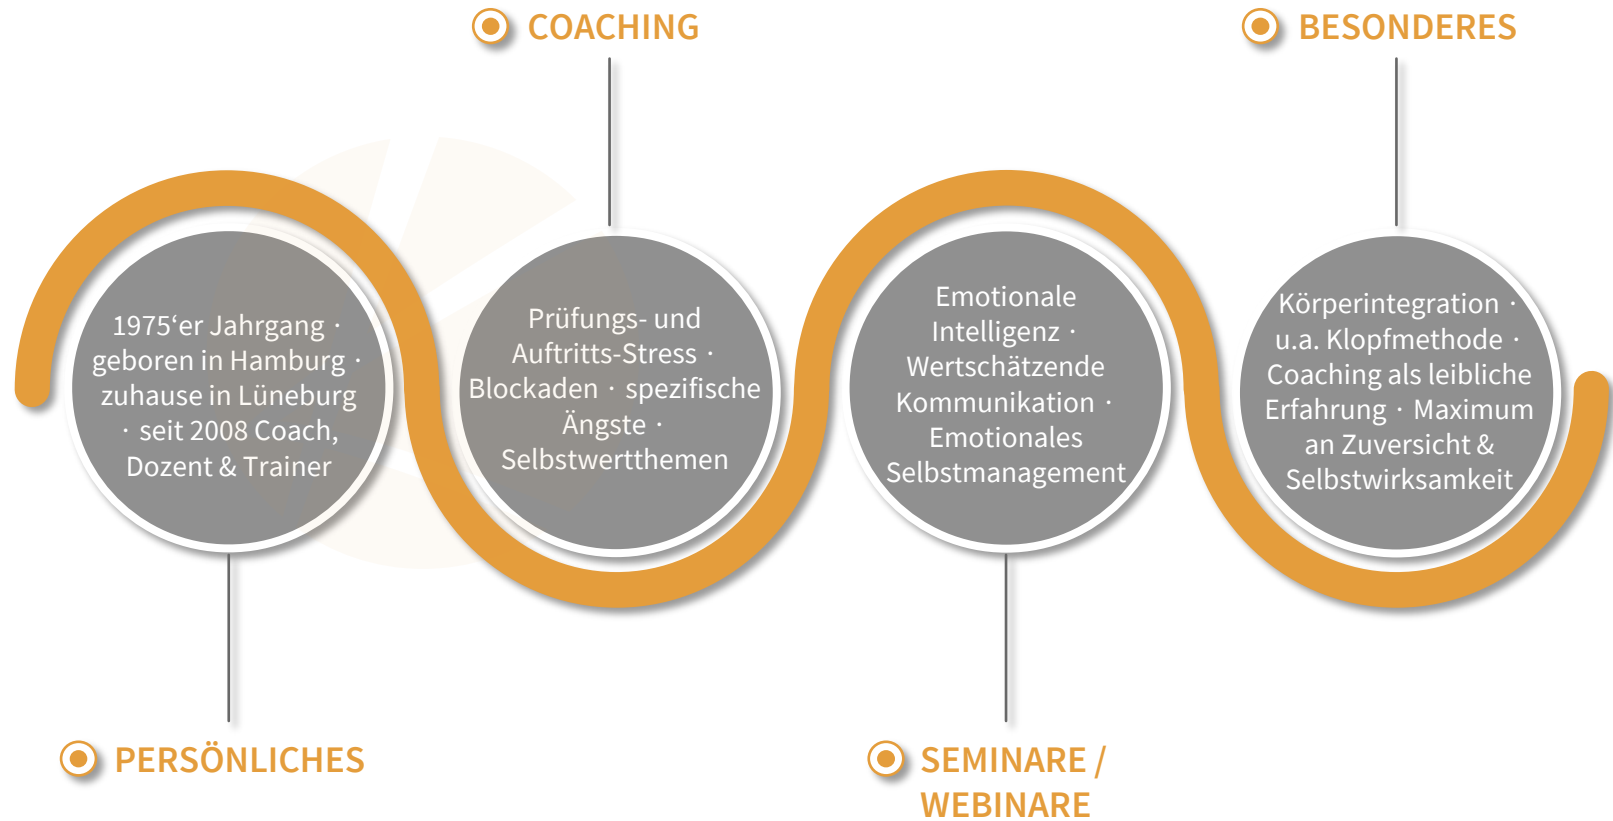 COACHING
BESONDERES
1975‘er Jahrgang ·
geboren in Hamburg ·
zuhause in Lüneburg
· seit 2008 Coach,
Dozent & Trainer
Prüfungs- und
Auftritts-Stress ·
Blockaden · spezifische
Ängste ·
Selbstwertthemen
Emotionale
Intelligenz ·
Wertschätzende
Kommunikation ·
Emotionales
Selbstmanagement
Körperintegration ·
u.a. Klopfmethode ·
Coaching als leibliche
Erfahrung · Maximum
an Zuversicht &
Selbstwirksamkeit
PERSÖNLICHES
SEMINARE /
WEBINARE